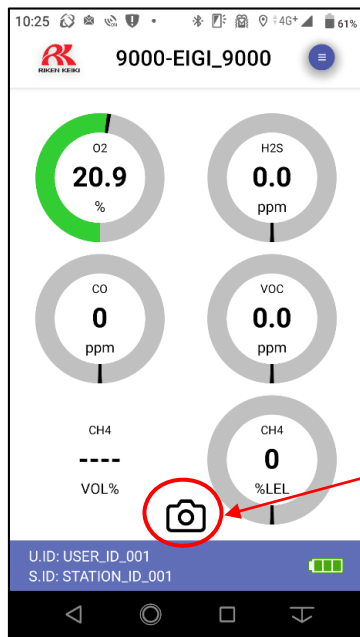 10:25
4G+
61%
RIKEN KEIKI
9000-EIGI_9000
O2
20.9
%
H2S
0.0
ppm
CO
0
ppm
VOC
0.0
ppm
CH4
----
VOL%
CH4
0
%LEL
U.ID: USER_ID_001
S.ID: STATION_ID_001